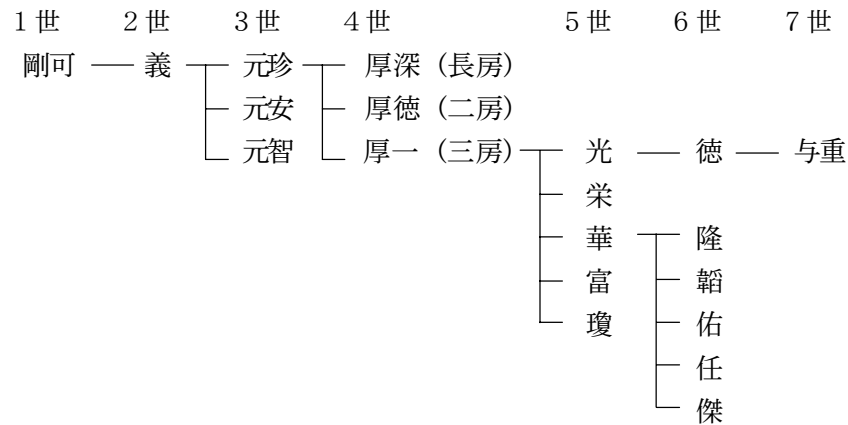 1世 2世 3世 4世 5世 6世 7世
剛可 義 元珍 厚深（長房）
元安 厚徳（二房）
元智 厚一（三房） 光 徳 与重
栄
華 隆
富 韜
瓊 佑
任
傑